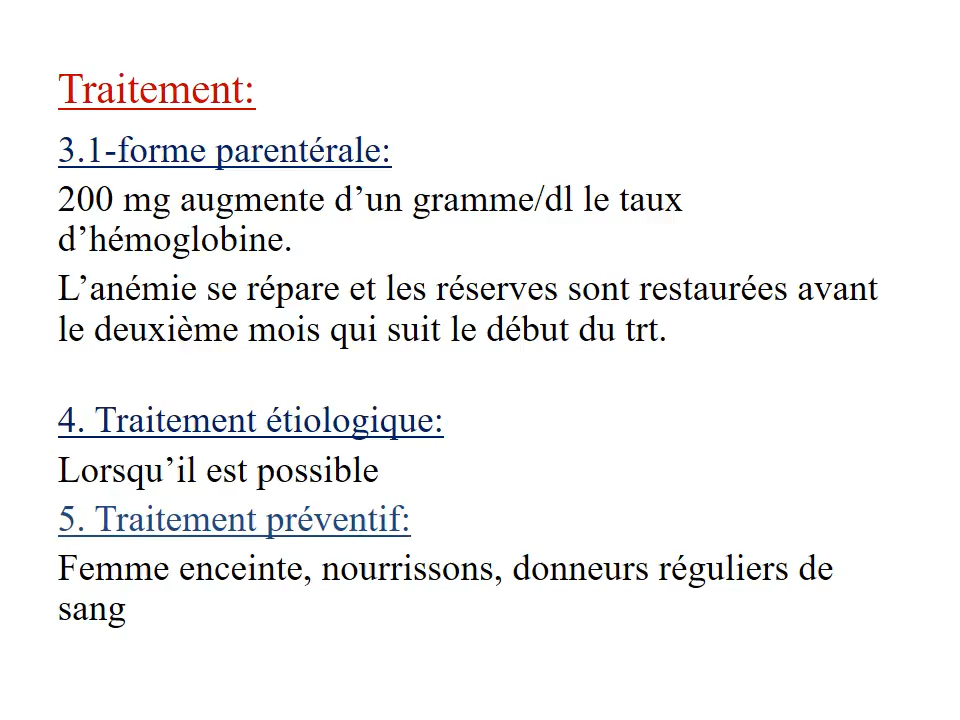 Traitement:
3.1-forme parentérale:
200 mg augmente d’un gramme/dl le taux
d’hémoglobine.
L’anémie se répare et les réserves sont restaurées avant
le deuxième mois qui suit le début du trt.
4. Traitement étiologique:
Lorsqu’il est possible
5. Traitement préventif:
Femme enceinte, nourrissons, donneurs réguliers de
sang